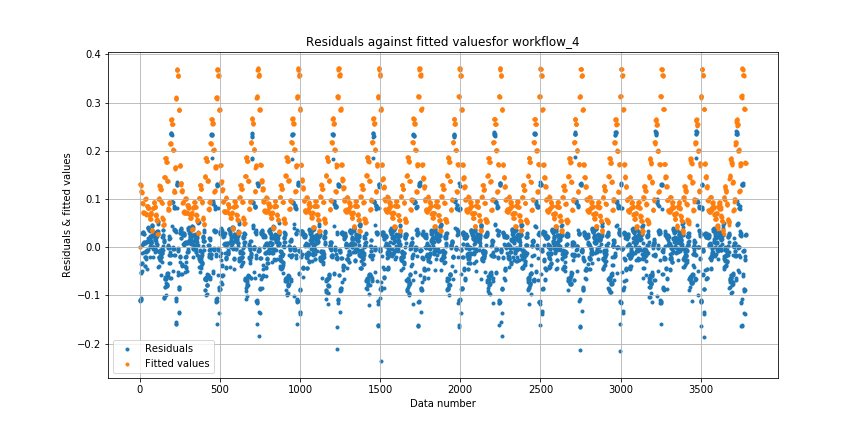 Residuals against fitted valuesfor workflow_4
Residuals & fitted values
0.4
0.3
0.2
0.1
0.0
−0.1
−0.2
Residuals
Fitted values
0 500 1000 1500 2000 2500 3000 3500
Data number